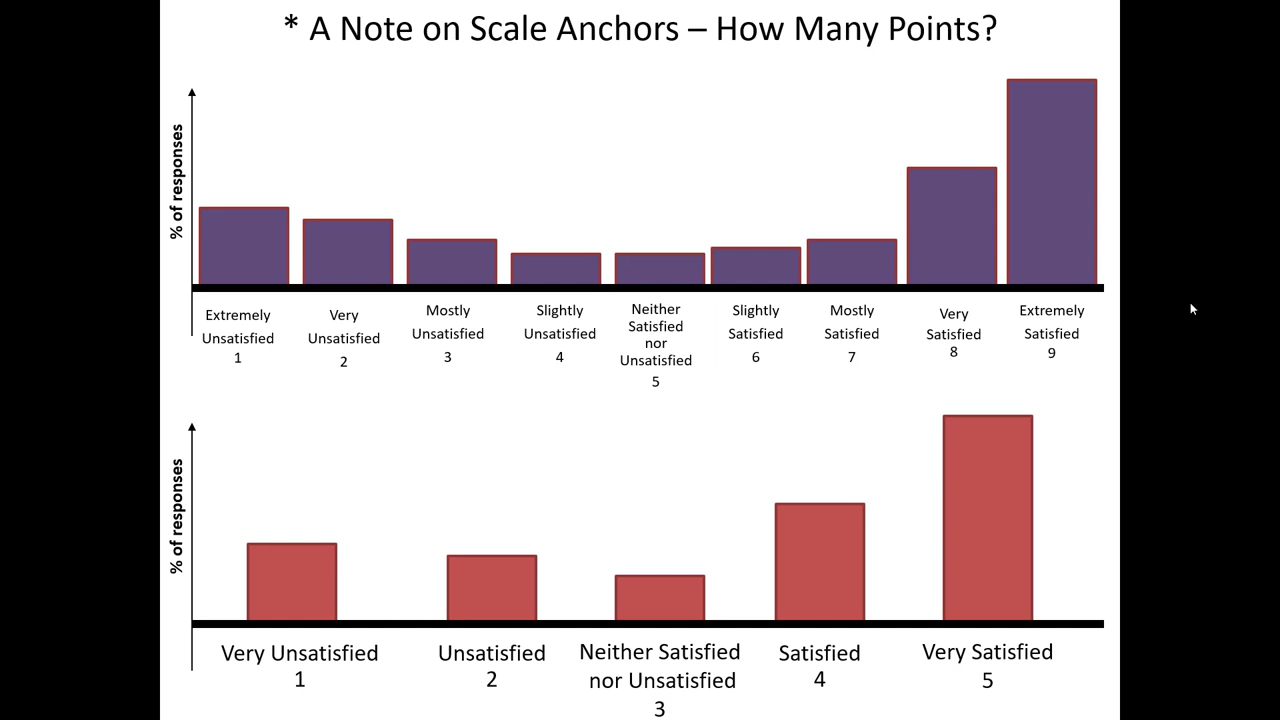 * A Note on Scale Anchors – How Many Points?
% of responses
Extremely
Unsatisfied
1
Very
Unsatisfied
2
Mostly
Unsatisfied
3
Slightly
Unsatisfied
4
Neither
Satisfied
nor
Unsatisfied
5
Slightly
Satisfied
6
Mostly
Satisfied
7
Very
Satisfied
8
Extremely
Satisfied
9
% of responses
Very Unsatisfied
1
Unsatisfied
2
Neither Satisfied
nor Unsatisfied
3
Satisfied
4
Very Satisfied
5